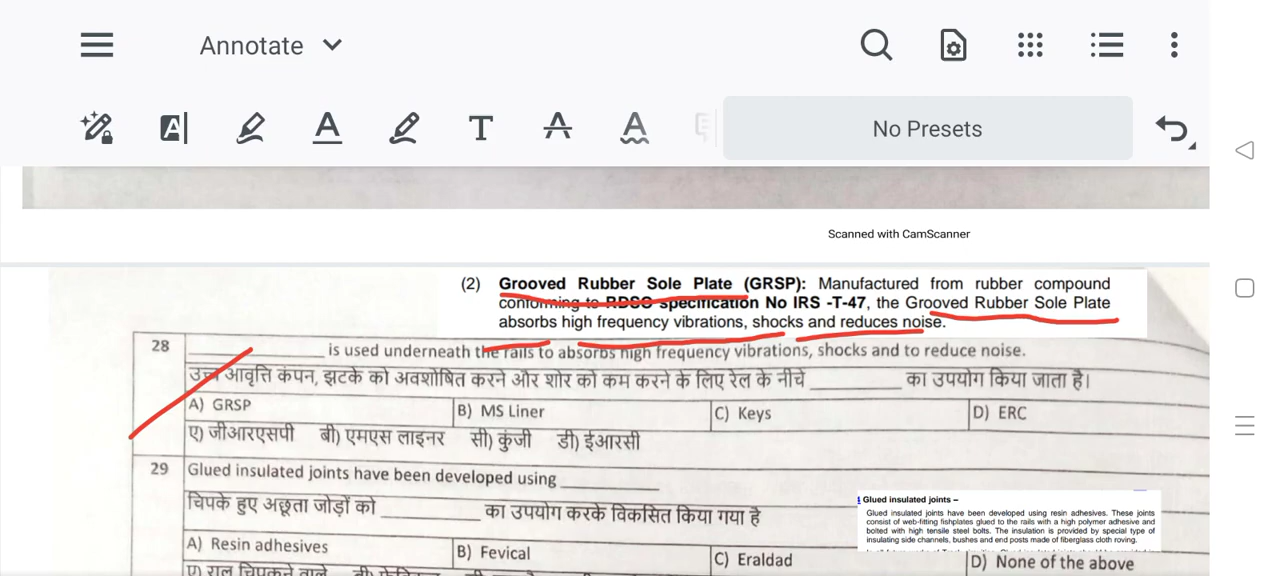 Annotate
T
A
No Presets
Scanned with CamScanner
(2) Grooved Rubber Sole Plate (GRSP): Manufactured from rubber compound
conforming to RDSO -specification No IRS -T-47, the Grooved Rubber Sole Plate
absorbs high frequency vibrations, shocks and reduces noise.
28 ____________ is used underneath the rails to absorbs high frequency vibrations, shocks and to reduce noise.
उच्च आवृत्ति कंपन, झटके को अवशोषित करने और शोर को कम करने के लिए रेल के नीचे ________ का उपयोग किया जाता है।
A) GRSP B) MS Liner C) Keys D) ERC
ए) जीआरएसपी बी) एमएस लाइनर सी) कुंजी डी) ईआरसी
29 Glued insulated joints have been developed using __________
चिपके हुए अछूता जोड़ों को __________ का उपयोग करके विकसित किया गया है
Glued insulated joints –
Glued insulated joints have been developed using resin adhesives. These joints
consist of web-fitting fishplates glued to the rails with a high polymer adhesive and
bolted with high tensile steel bolts. The insulation is provided by special type of
insulating side channels, bushes and end posts made of fiberglass cloth roving.
A) Resin adhesives B) Fevical C) Eraldad D) None of the above